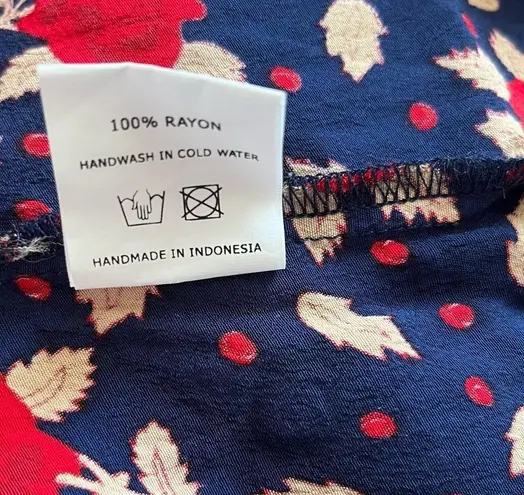 100% RAYON
HANDWASH IN COLD WATER
HANDMADE IN INDONESIA